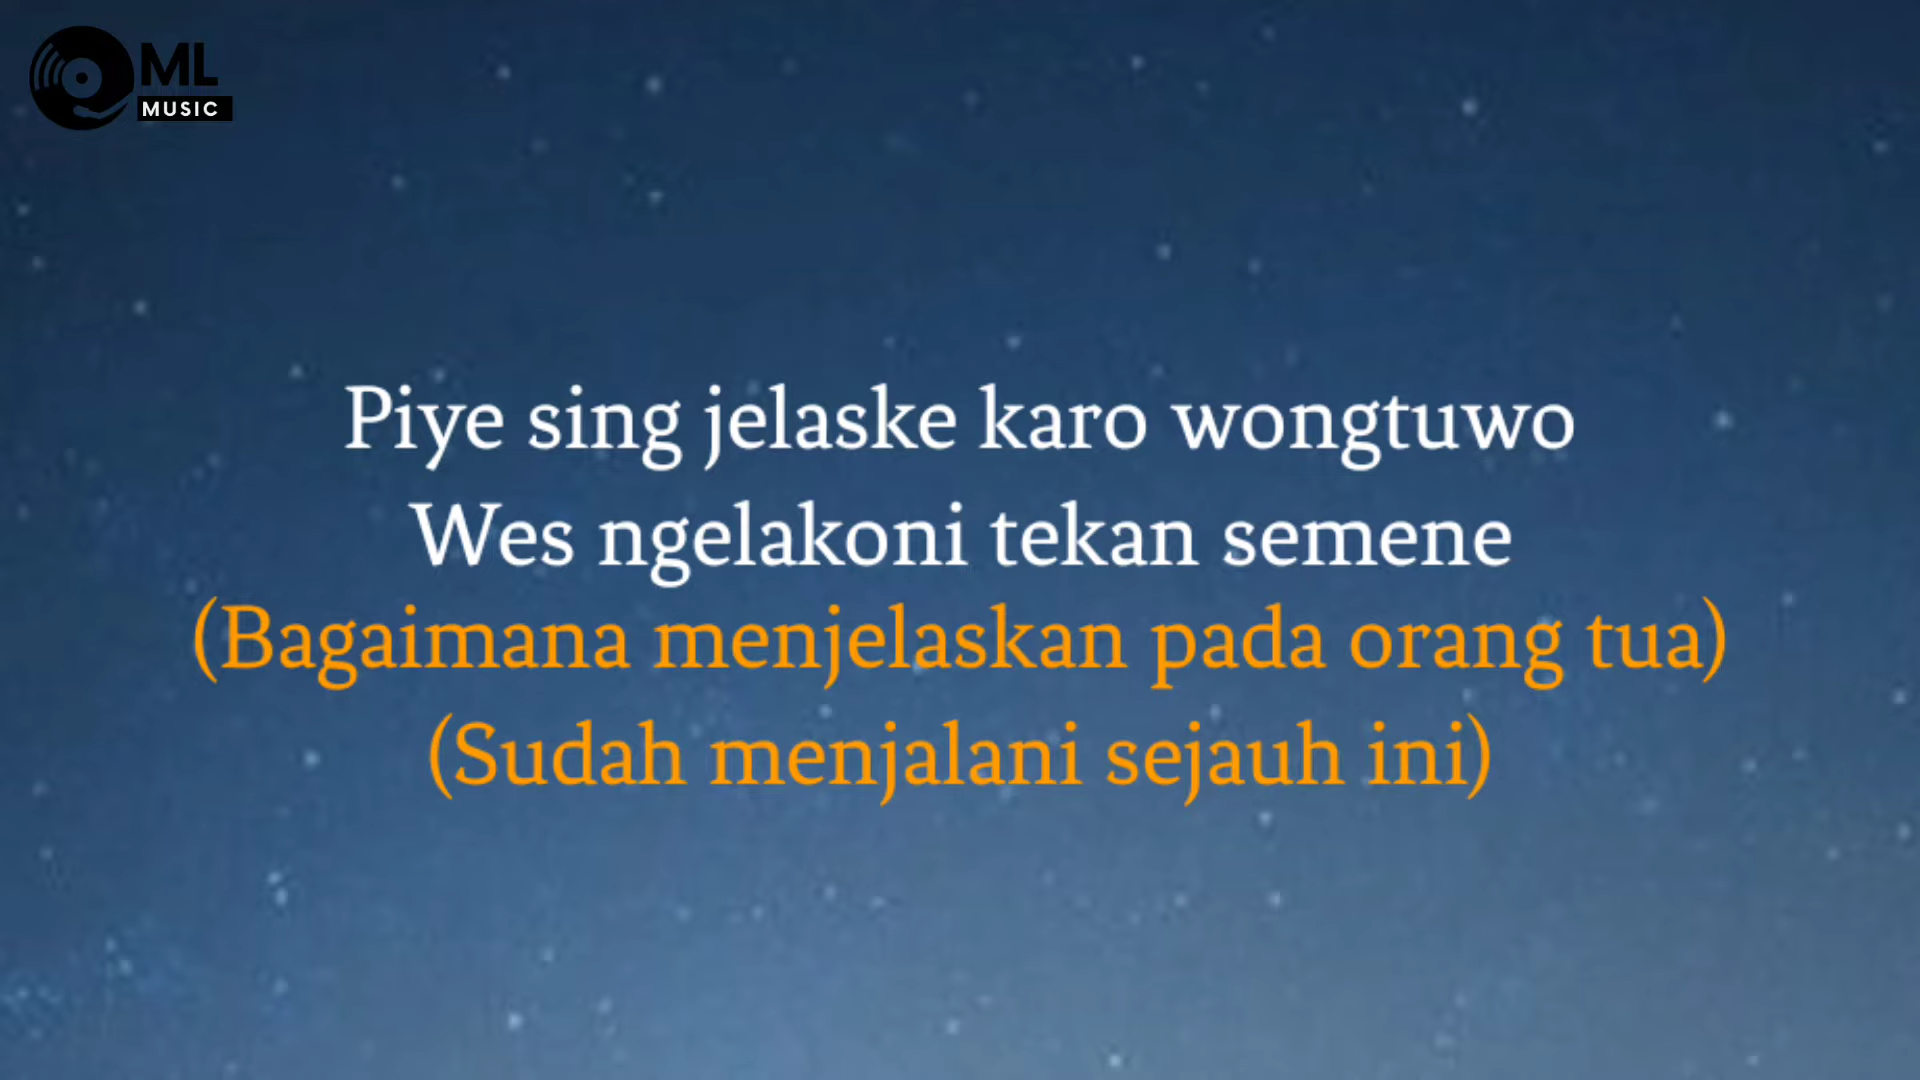 ML
MUSIC
Piye sing jelaske karo wongtuwo
Wes ngelakoni tekan semene
(Bagaimana menjelaskan pada orang tua)
(Sudah menjalani sejauh ini)